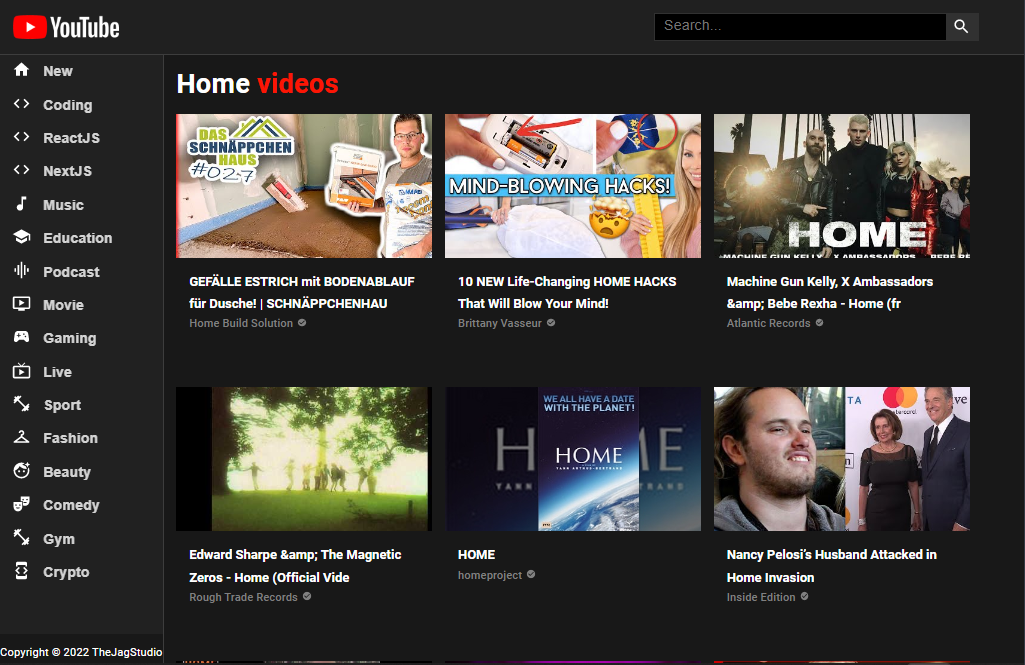 YouTube
Search...
New
Coding
ReactJS
NextJS
Music
Education
Podcast
Movie
Gaming
Live
Sport
Fashion
Beauty
Comedy
Gym
Crypto
Copyright © 2022 TheJagStudio
Home videos
DAS
SCHNÄPPCHEN
HAUS
#027
MIND-BLOWING HACKS!
HOME
MACHINE GUN KELLY, X AMBASSADORS
GEFÄLLE ESTRICH mit BODENABLAUF
für Dusche! | SCHNÄPPCHENHAU
Home Build Solution
10 NEW Life-Changing HOME HACKS
That Will Blow Your Mind!
Brittany Vasseur
Machine Gun Kelly, X Ambassadors
&amp; Bebe Rexha - Home (fr
Atlantic Records
WE ALL HAVE A DATE
WITH THE PLANET!
HOME
YANN ARTHUS-BERTRAND
Edward Sharpe &amp; The Magnetic
Zeros - Home (Official Vide
Rough Trade Records
HOME
homeproject
Nancy Pelosi's Husband Attacked in
Home Invasion
Inside Edition